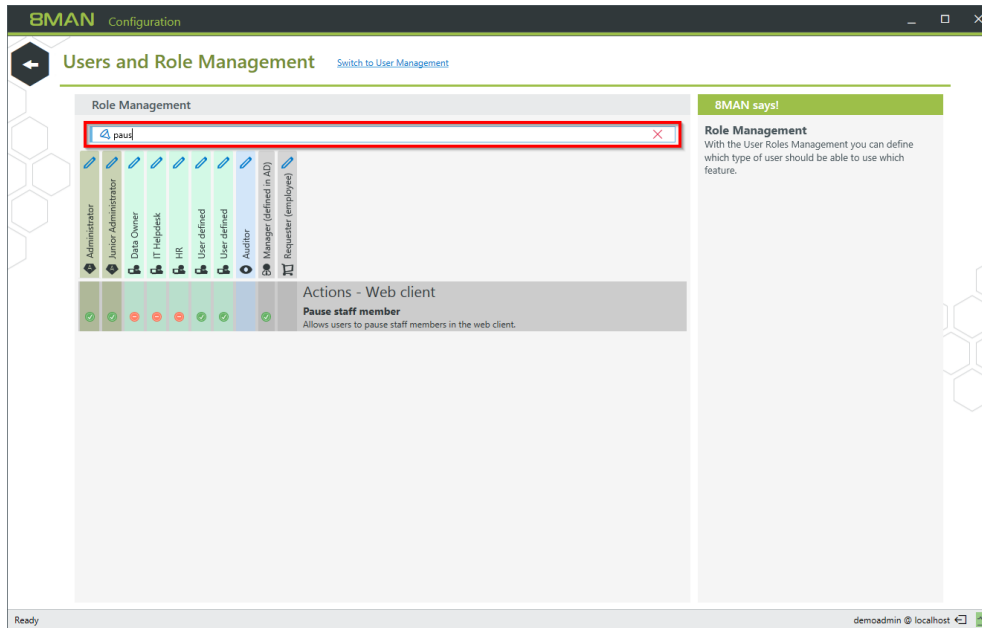 8MAN Configuration
Users and Role Management Switch to User Management
Role Management
paus
Administrator
Junior Administrator
Data Owner
IT Helpdesk
HR
User defined
User defined
Auditor
Manager (defined in AD)
Requester (employee)
Actions - Web client
Pause staff member
Allows users to pause staff members in the web client.
8MAN says!
Role Management
With the User Roles Management you can define
which type of user should be able to use which
feature.
Ready
demoadmin @ localhost